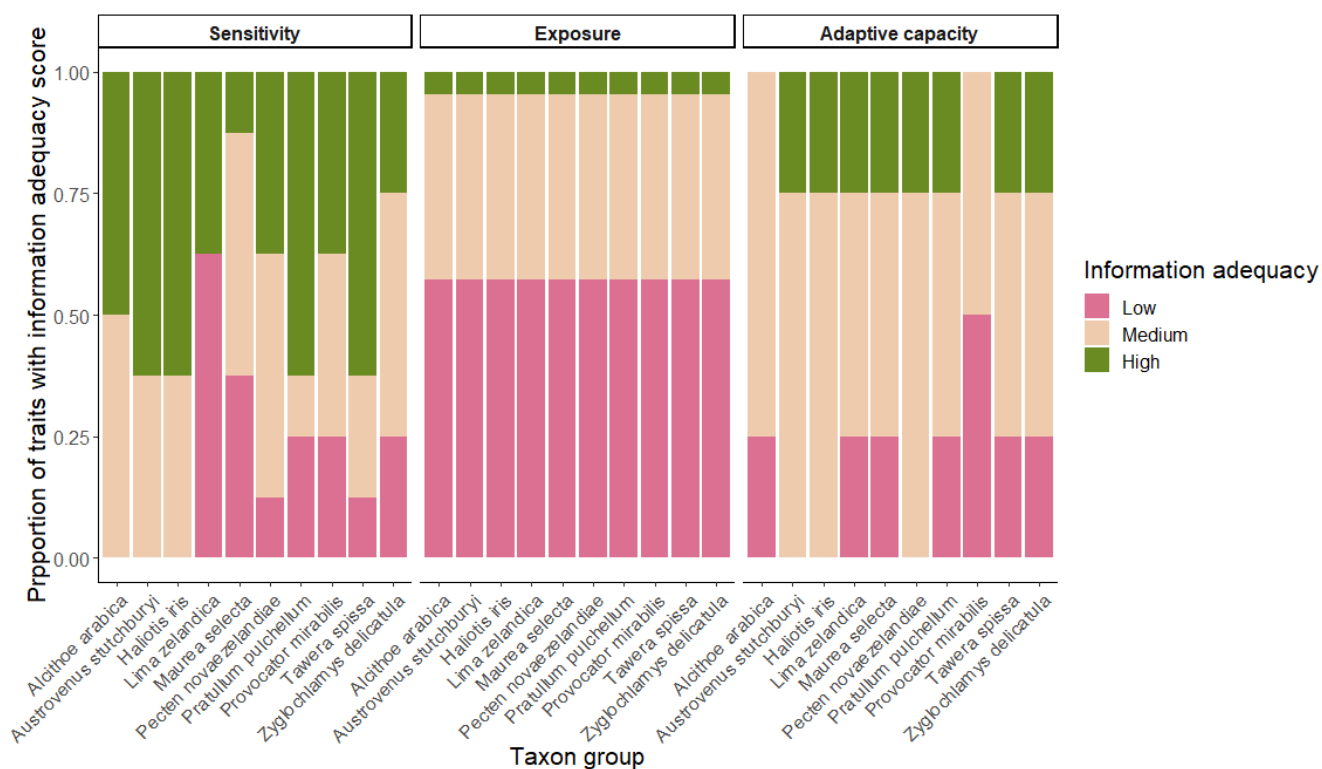 Sensitivity
Exposure
Adaptive capacity
Prpportion of traits with information adequacy score
1.00
0.75
0.50
0.25
0.00
Alcithoe arabica
Austrovenus stutchburyi
Haliotis iris
Lima zelandica
Maurea selecta
Pecten novaezelandiae
Pratulum pulchellum
Provocator mirabilis
Tawera spissa
Zyglochlamys delicatula
Alcithoe arabica
Austrovenus stutchburyi
Haliotis iris
Lima zelandica
Maurea selecta
Pecten novaezelandiae
Pratulum pulchellum
Provocator mirabilis
Tawera spissa
Zyglochlamys delicatula
Alcithoe arabica
Austrovenus stutchburyi
Haliotis iris
Lima zelandica
Maurea selecta
Pecten novaezelandiae
Pratulum pulchellum
Provocator mirabilis
Tawera spissa
Zyglochlamys delicatula
Taxon group
Information adequacy
Low
Medium
High